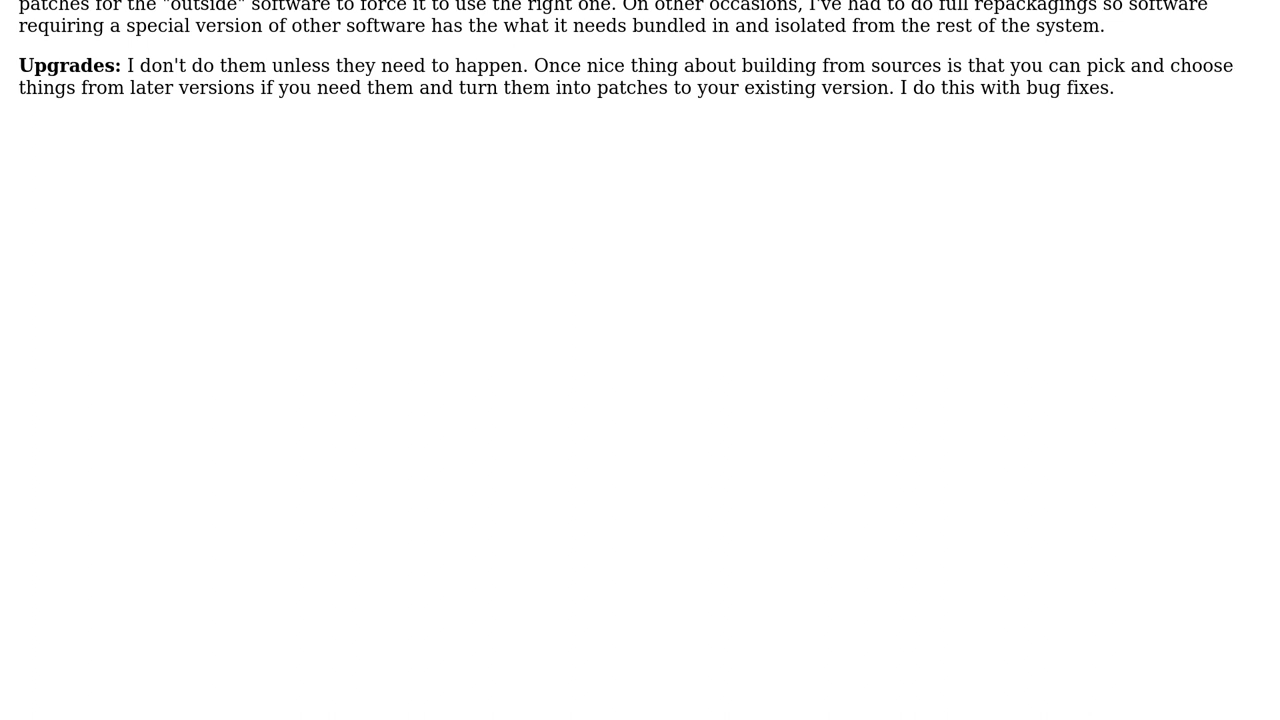 patches for the "outside" software to force it to use the right one. On other occasions, I've had to do full repackagings so software
requiring a special version of other software has the what it needs bundled in and isolated from the rest of the system.
Upgrades: I don't do them unless they need to happen. Once nice thing about building from sources is that you can pick and choose
things from later versions if you need them and turn them into patches to your existing version. I do this with bug fixes.